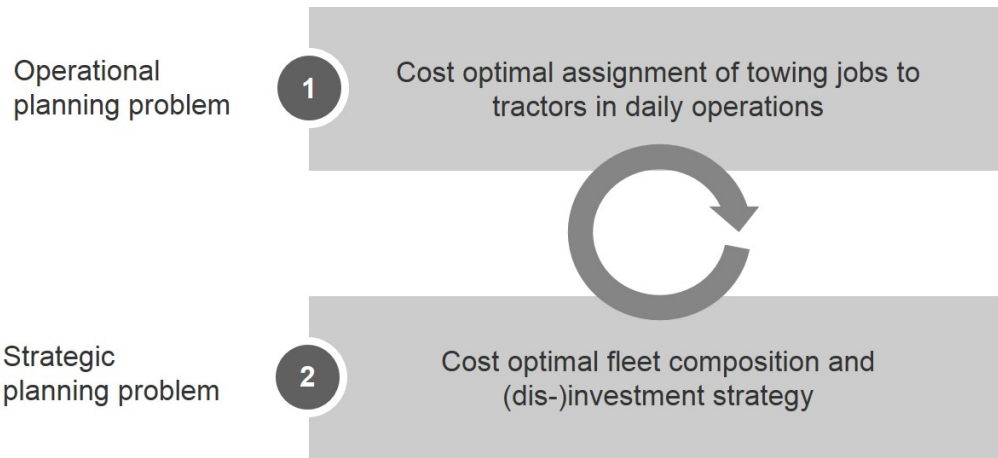 Operational
planning problem
1
Cost optimal assignment of towing jobs to
tractors in daily operations
Strategic
planning problem
2
Cost optimal fleet composition and
(dis-)investment strategy